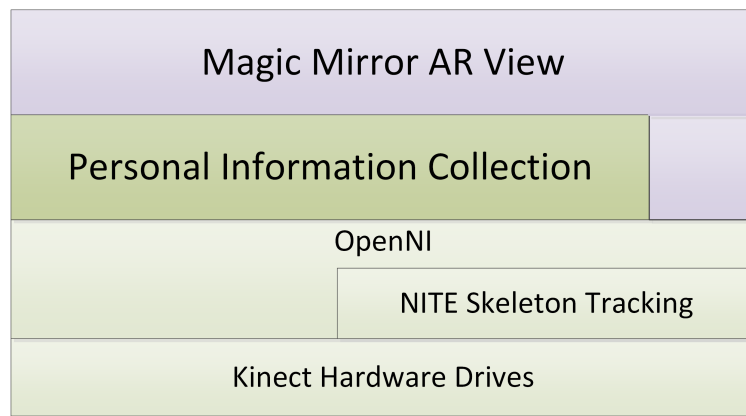 Magic Mirror AR View
Personal Information Collection
OpenNI
NITE Skeleton Tracking
Kinect Hardware Drives